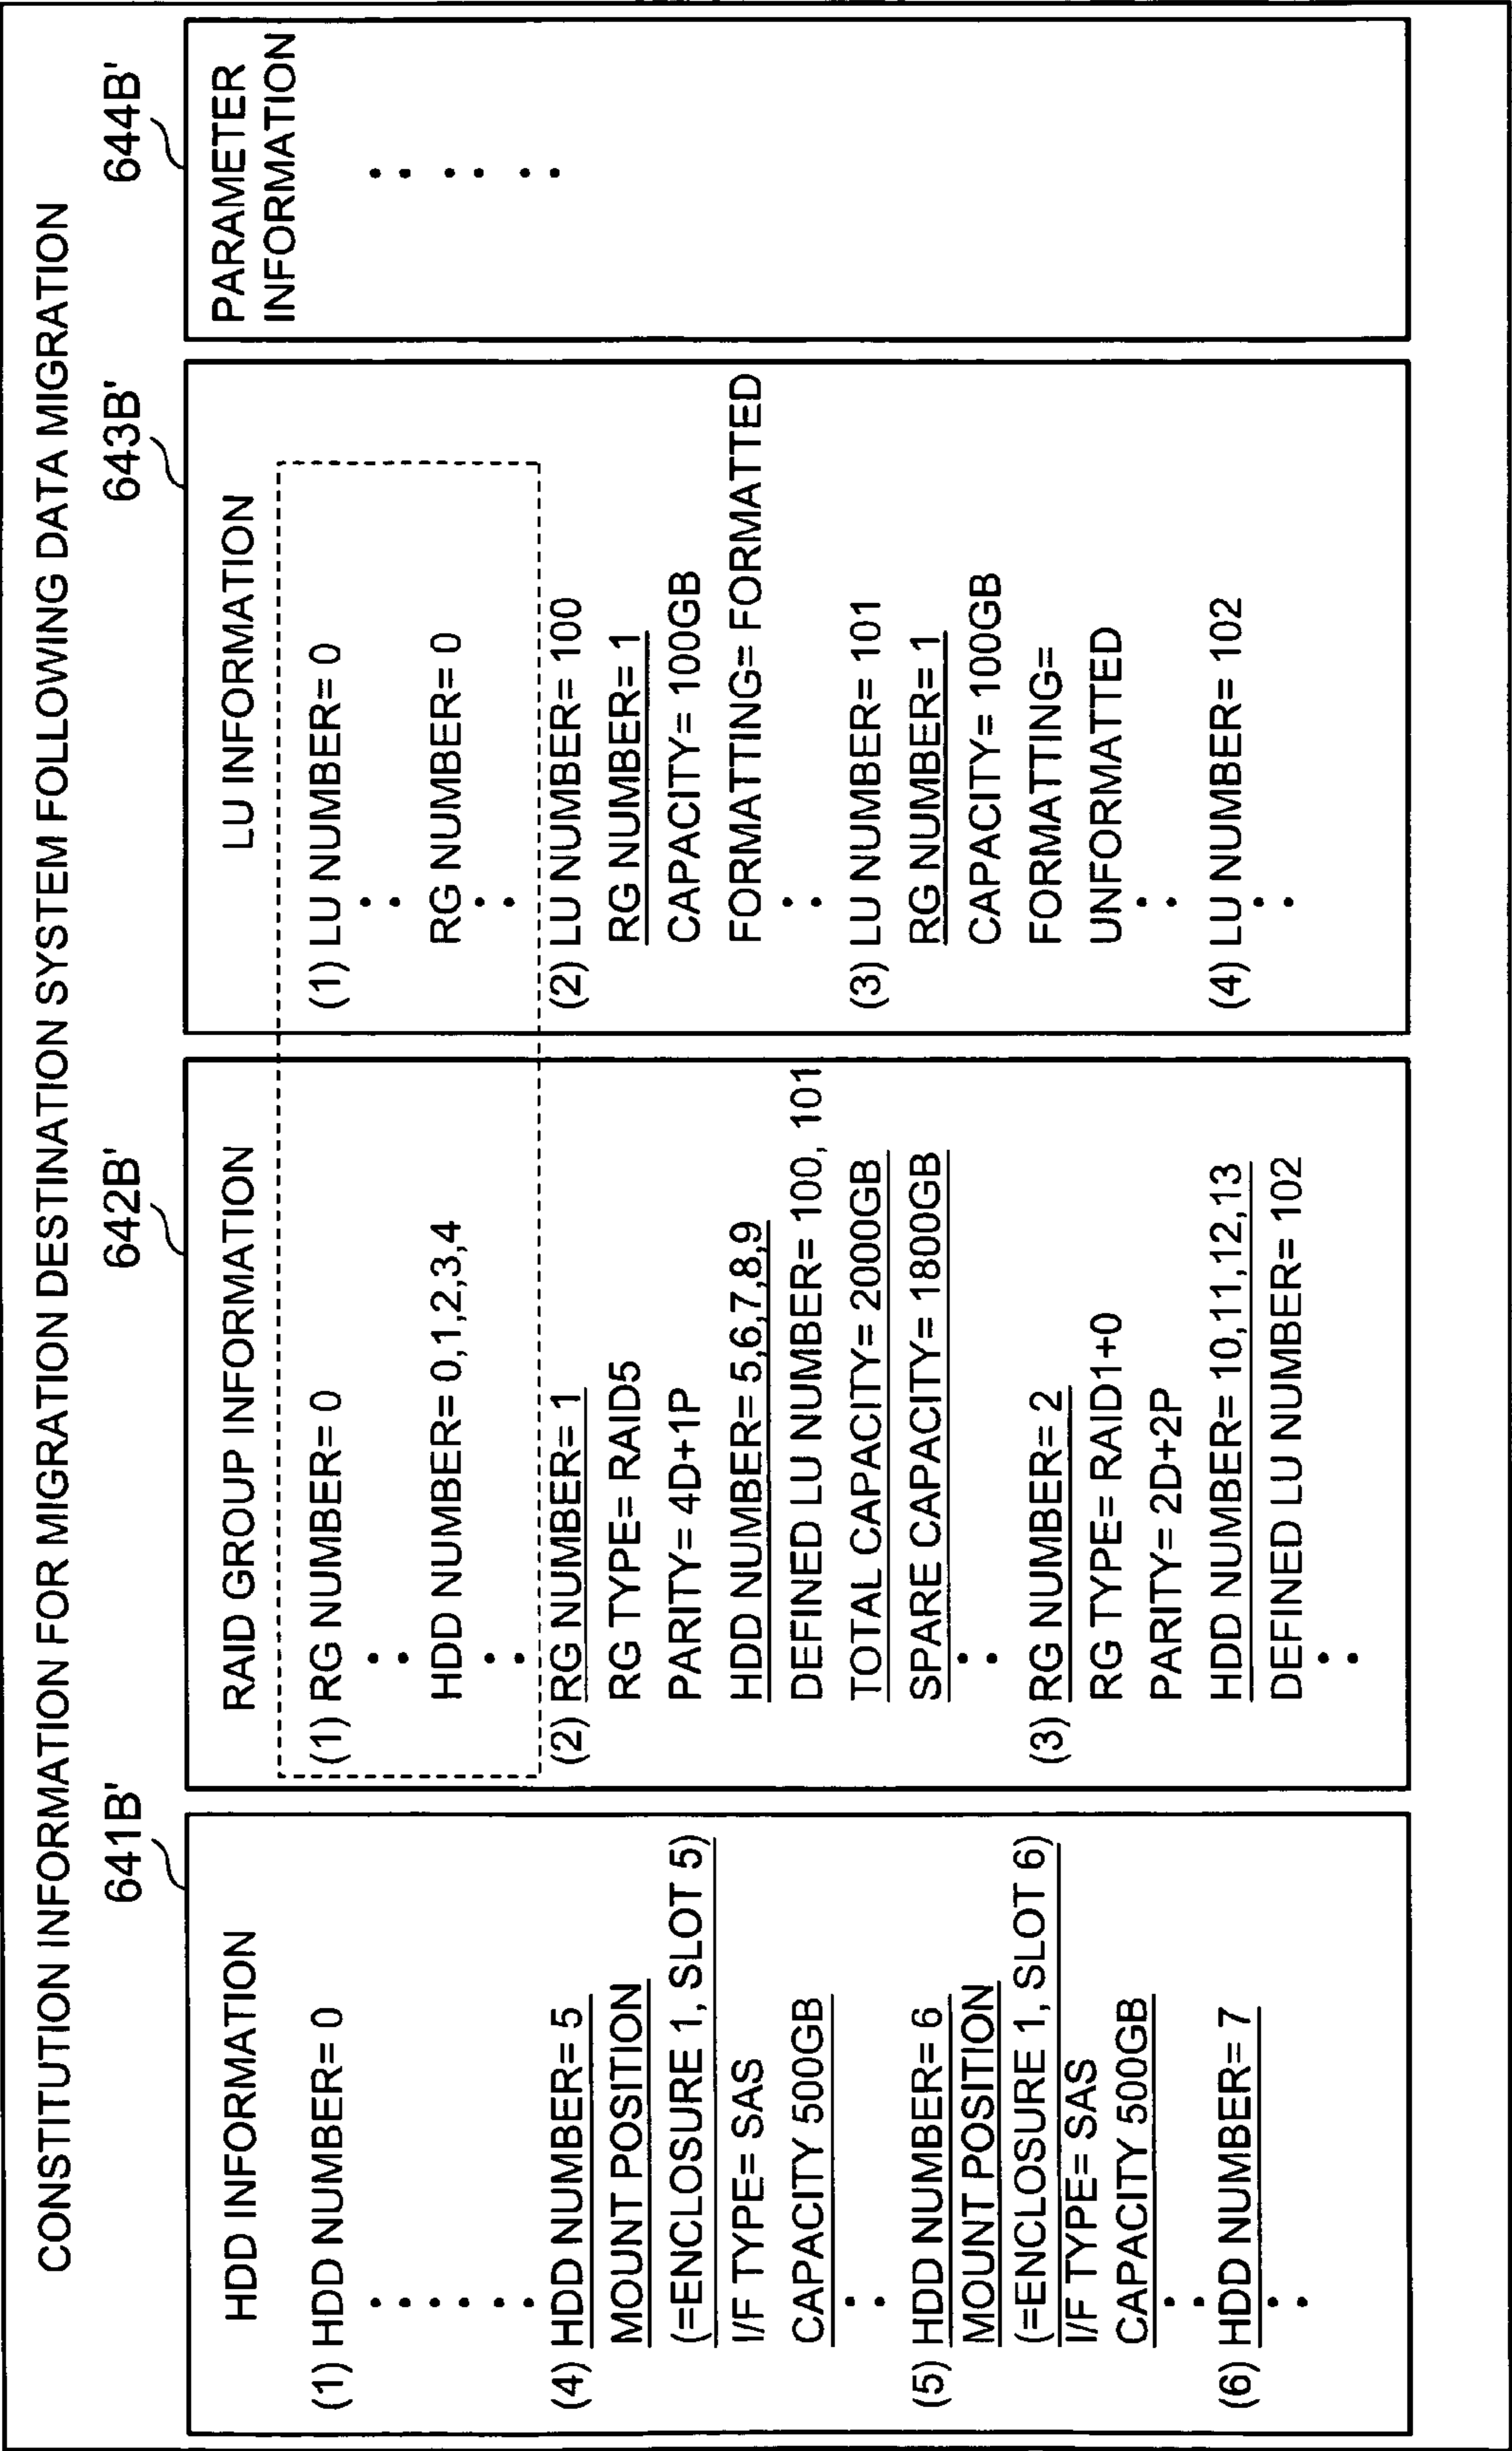 CONSTITUTION INFORMATION FOR MIGRATION DESTINATION SYSTEM FOLLOWING DATA MIGRATION
641B'
HDD INFORMATION
(1) HDD NUMBER= 0
(4) HDD NUMBER= 5
MOUNT POSITION
(=ENCLOSURE 1, SLOT 5)
I/F TYPE= SAS
CAPACITY 500GB
(5) HDD NUMBER= 6
MOUNT POSITION
(=ENCLOSURE 1, SLOT 6)
I/F TYPE= SAS
CAPACITY 500GB
(6) HDD NUMBER= 7
642B'
RAID GROUP INFORMATION
(1) RG NUMBER= 0
HDD NUMBER= 0,1,2,3,4
(2) RG NUMBER= 1
RG TYPE= RAID5
PARITY= 4D+1P
HDD NUMBER= 5,6,7,8,9
DEFINED LU NUMBER= 100, 101
TOTAL CAPACITY= 2000GB
SPARE CAPACITY= 1800GB
(3) RG NUMBER= 2
RG TYPE= RAID1+0
PARITY= 2D+2P
HDD NUMBER= 10,11,12,13
DEFINED LU NUMBER= 102
643B'
LU INFORMATION
(1) LU NUMBER= 0
RG NUMBER= 0
(2) LU NUMBER= 100
RG NUMBER= 1
CAPACITY= 100GB
FORMATTING= FORMATTED
(3) LU NUMBER= 101
RG NUMBER= 1
CAPACITY= 100GB
FORMATTING=
UNFORMATTED
(4) LU NUMBER= 102
644B'
PARAMETER
INFORMATION